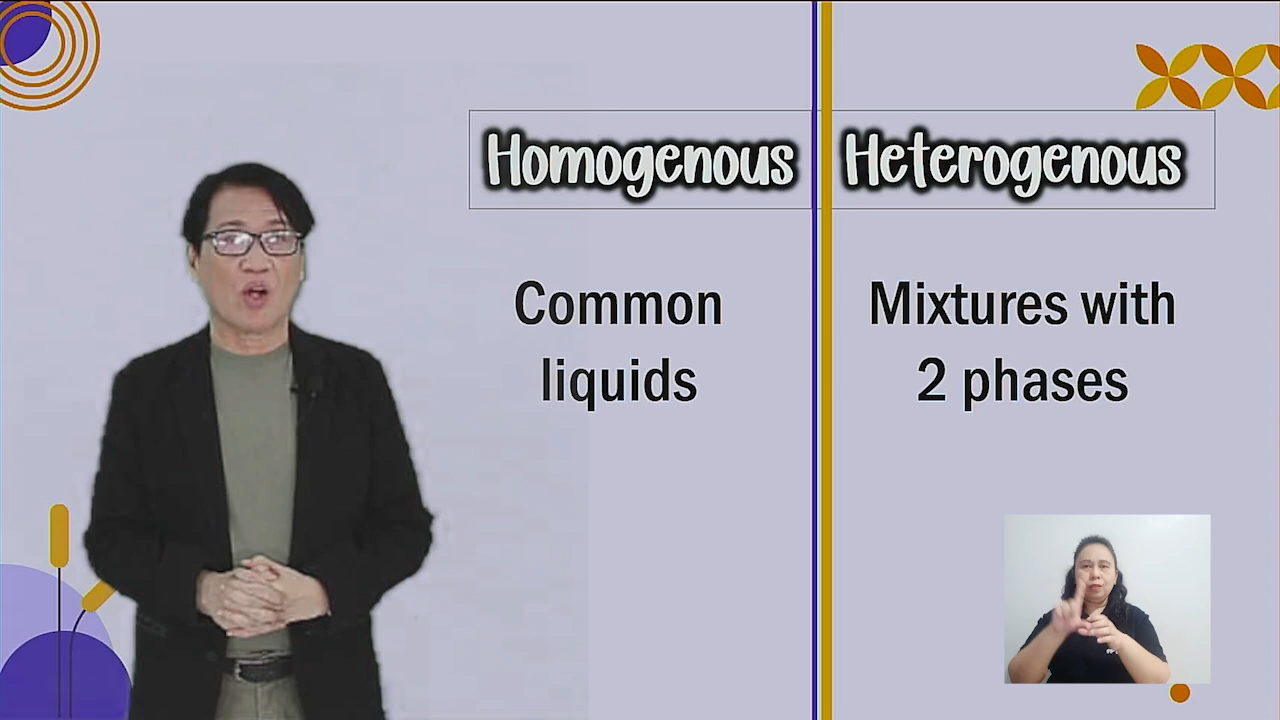 Homogenous
Heterogenous
Common
liquids
Mixtures with
2 phases